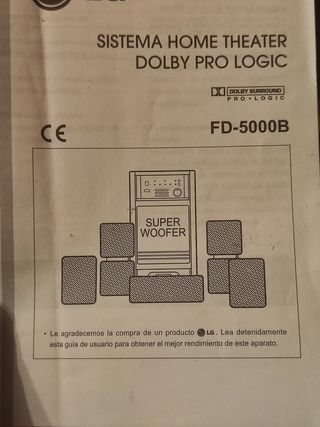 LG
SISTEMA HOME THEATER
DOLBY PRO LOGIC
DOLBY SURROUND
PRO • LOGIC
CE
FD-5000B
SUPER
WOOFER
• Le agradecemos la compra de un producto LG. Lea detenidamente
esta guía de usuario para obtener el mejor rendimiento de este aparato.